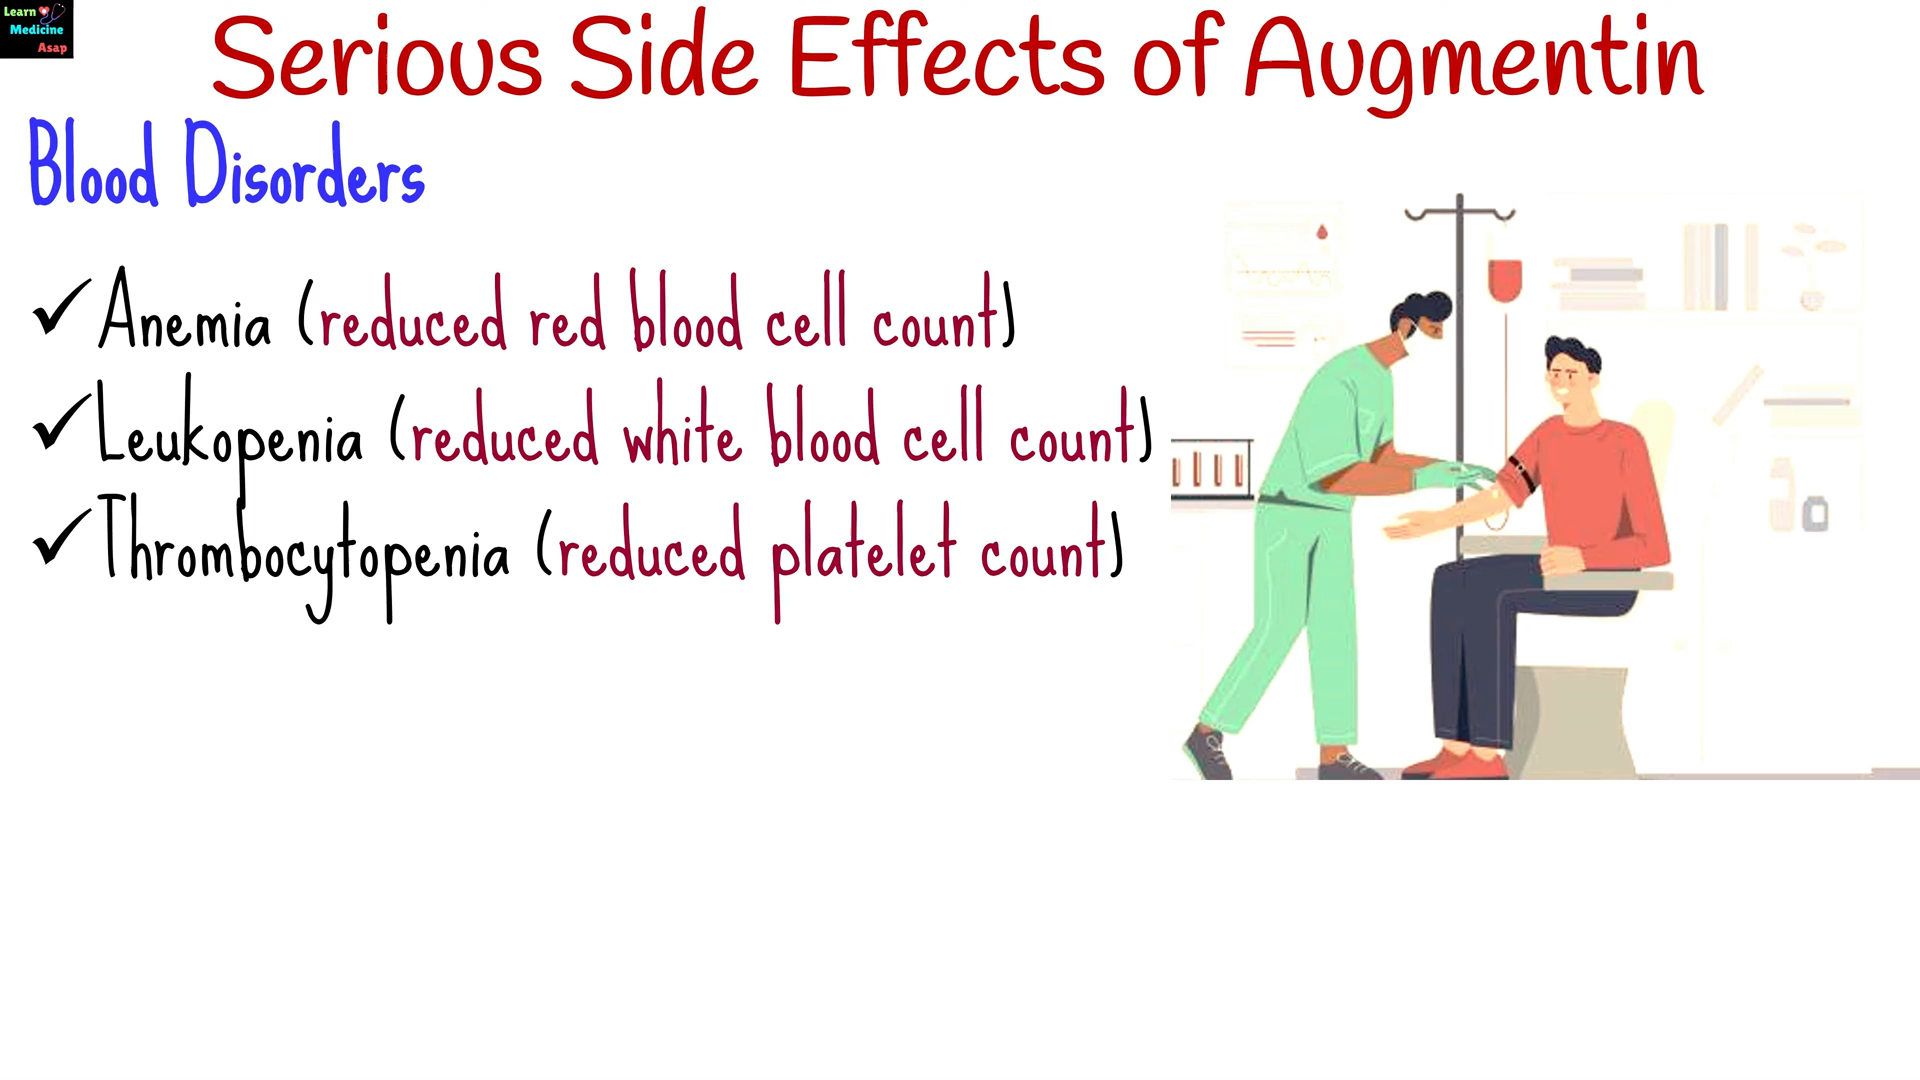 Learn
Medicine
Asap
Serious Side Effects of Augmentin
Blood Disorders
✓Anemia (reduced red blood cell count)
✓Leukopenia (reduced white blood cell count)
✓Thrombocytopenia (reduced platelet count)